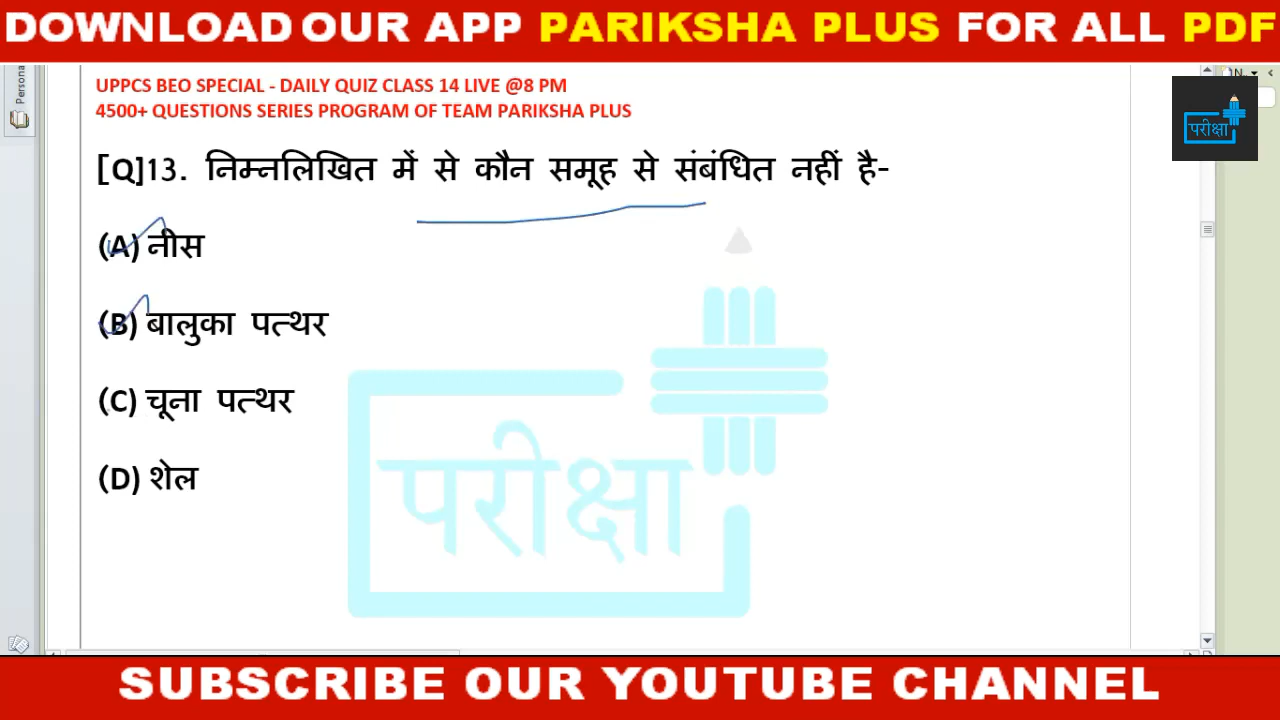 DOWNLOAD OUR APP PARIKSHA PLUS FOR ALL PDF
Persona
N..
UPPCS BEO SPECIAL - DAILY QUIZ CLASS 14 LIVE @8 PM
4500+ QUESTIONS SERIES PROGRAM OF TEAM PARIKSHA PLUS
परीक्षा
[Q]13. निम्नलिखित में से कौन समूह से संबंधित नहीं है-
(A) नीस
(B) बालुका पत्थर
(C) चूना पत्थर
(D) शेल
परीक्षा
SUBSCRIBE OUR YOUTUBE CHANNEL